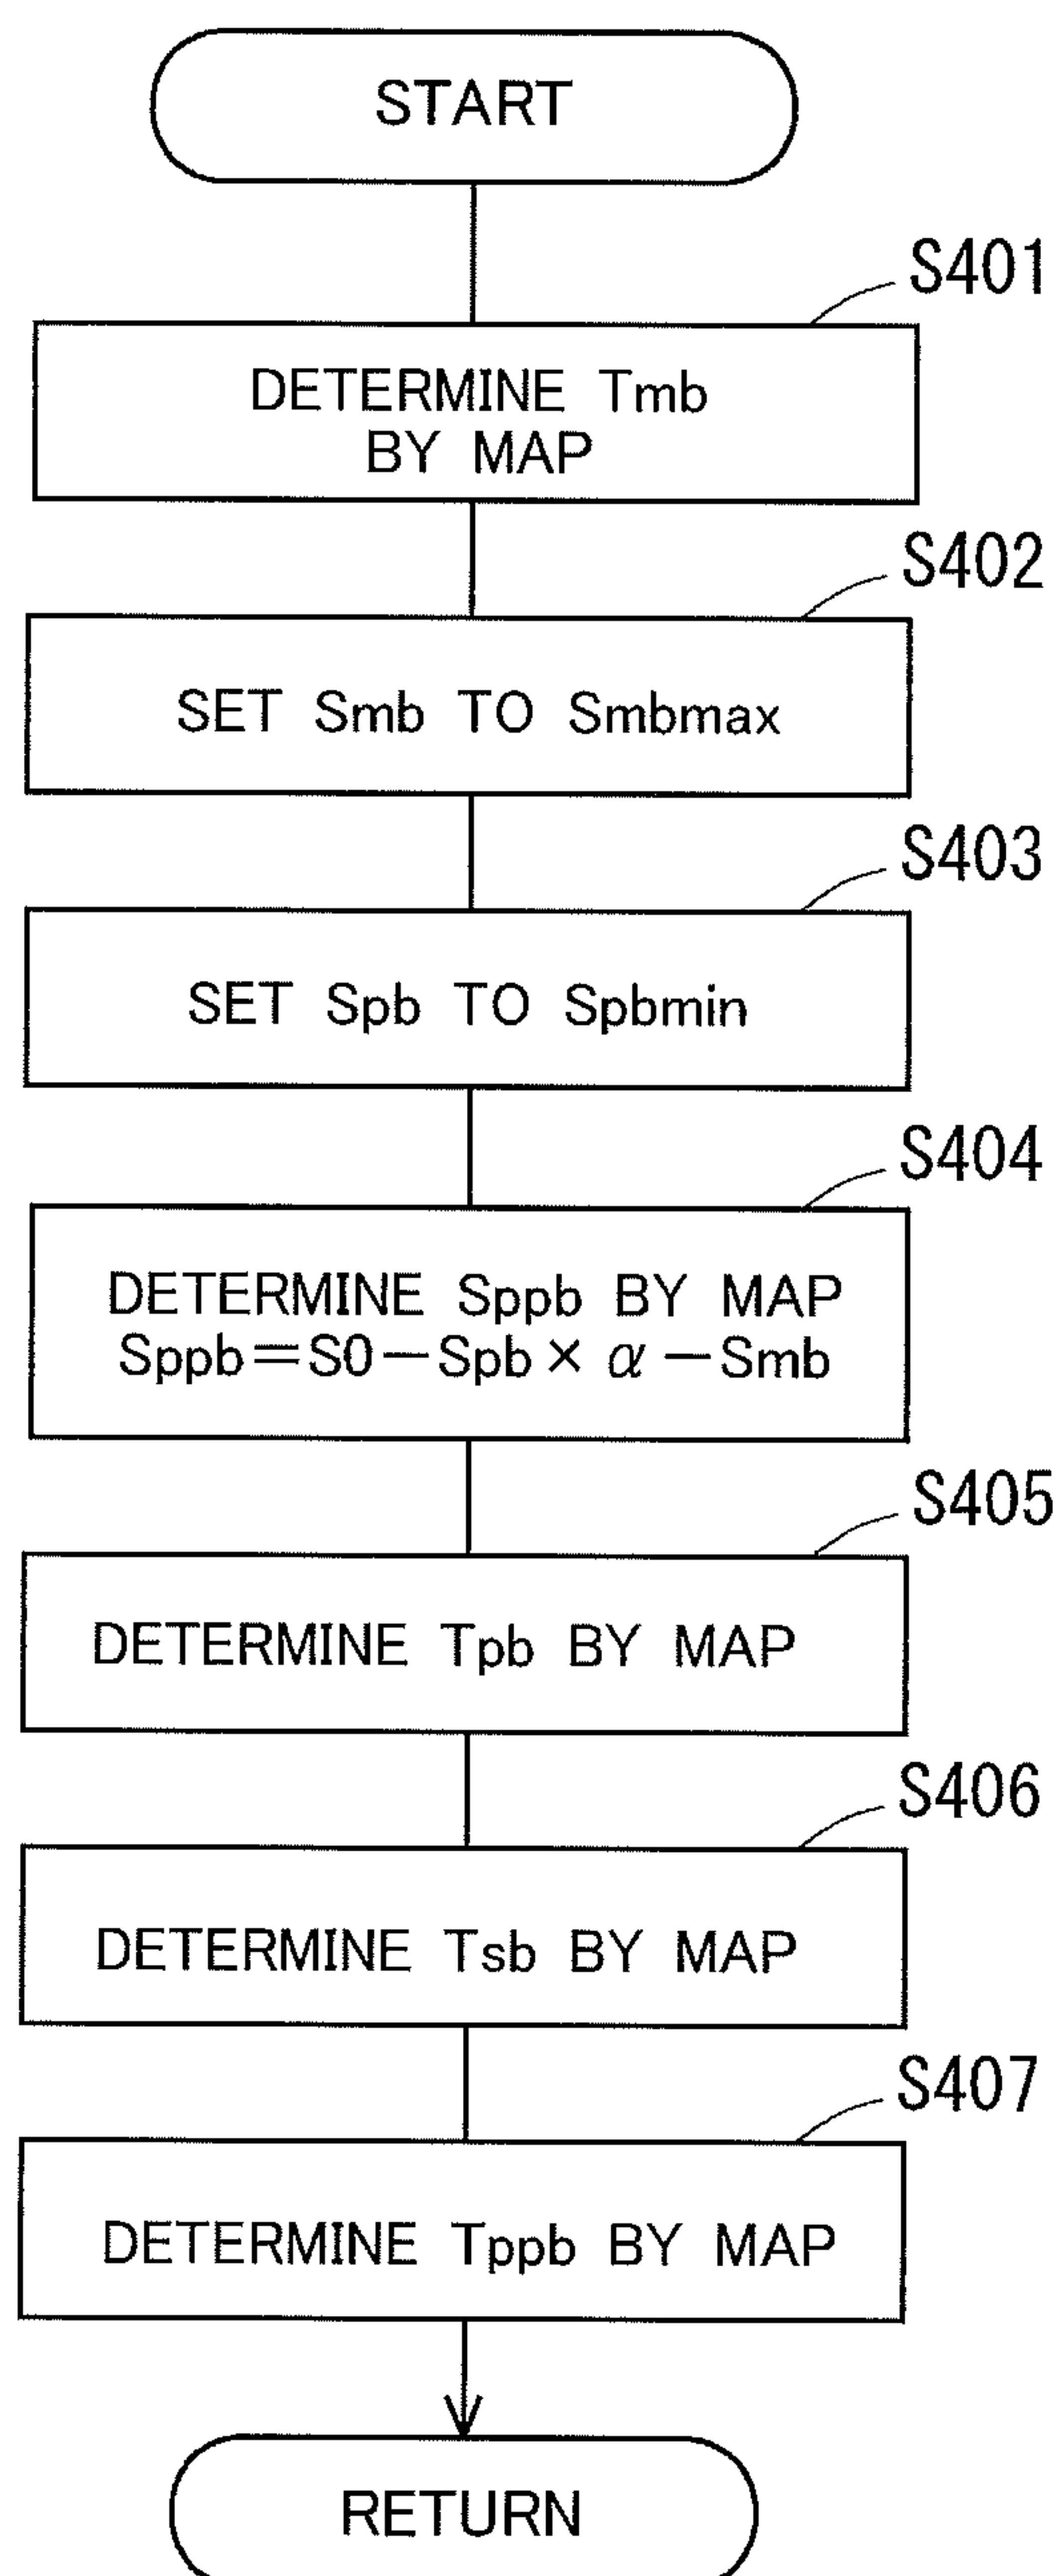 START
S401
DETERMINE Tmb
BY MAP
S402
SET Smb TO Smbmax
S403
SET Spb TO Spbmin
S404
DETERMINE Sppb BY MAP
Sppb=S0-Spb×α-Smb
S405
DETERMINE Tpb BY MAP
S406
DETERMINE Tsb BY MAP
S407
DETERMINE Tppb BY MAP
RETURN